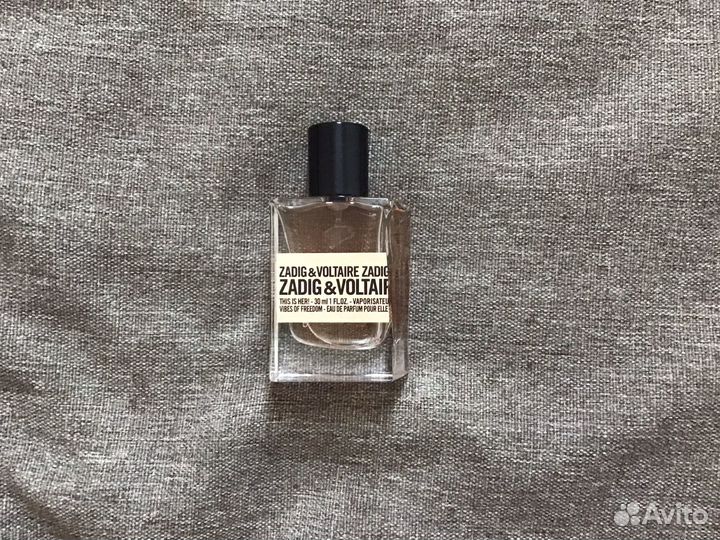 ZADIG&VOLTAIRE ZADIG
ZADIG&VOLTAIR
THIS IS HER! - 30 ml 1 FL.OZ. - VAPORISATEU
VIBES OF FREEDOM - EAU DE PARFUM POUR ELLE
Avito